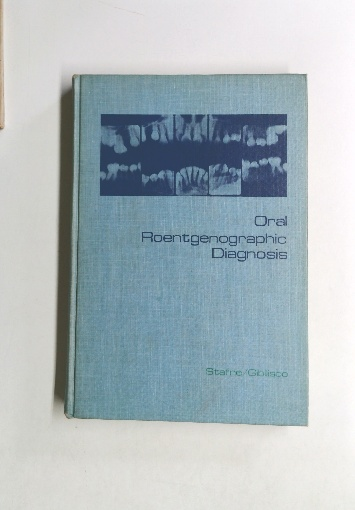 Oral
Roentgenographic
Diagnosis
Stafne/Gibilisco